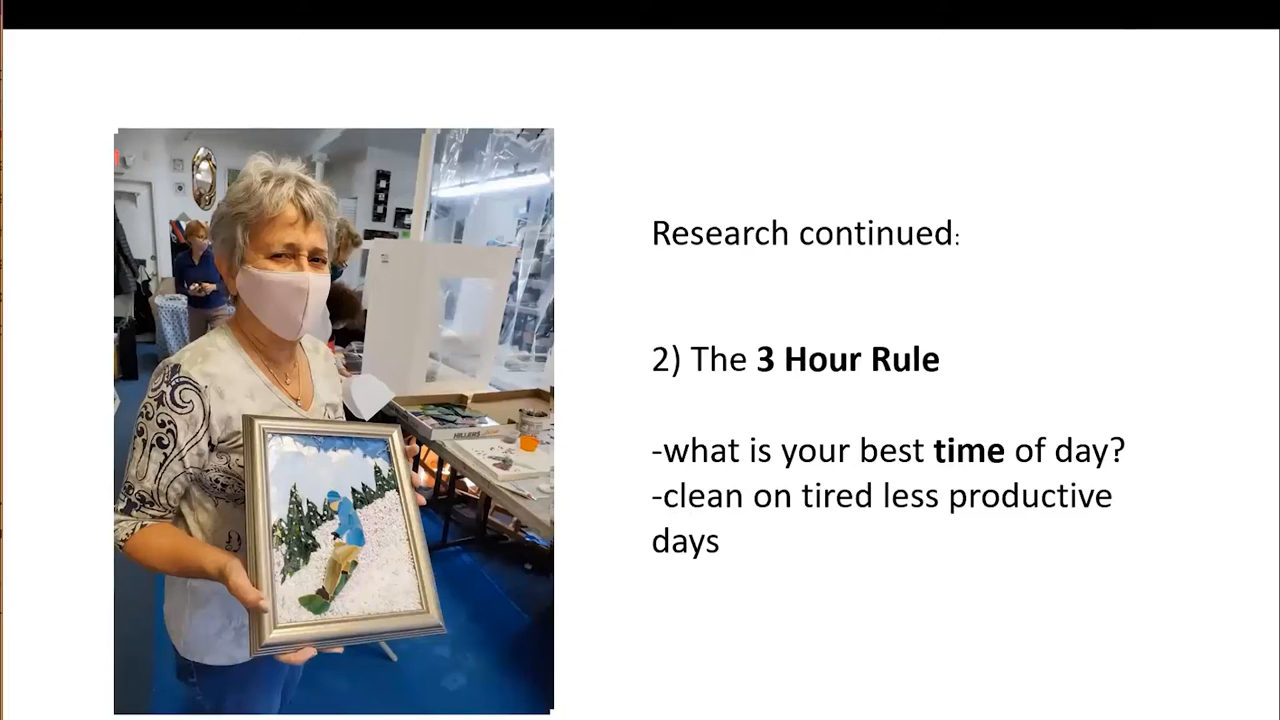 Research continued:
2) The 3 Hour Rule
-what is your best time of day?
-clean on tired less productive
days
HILLERS